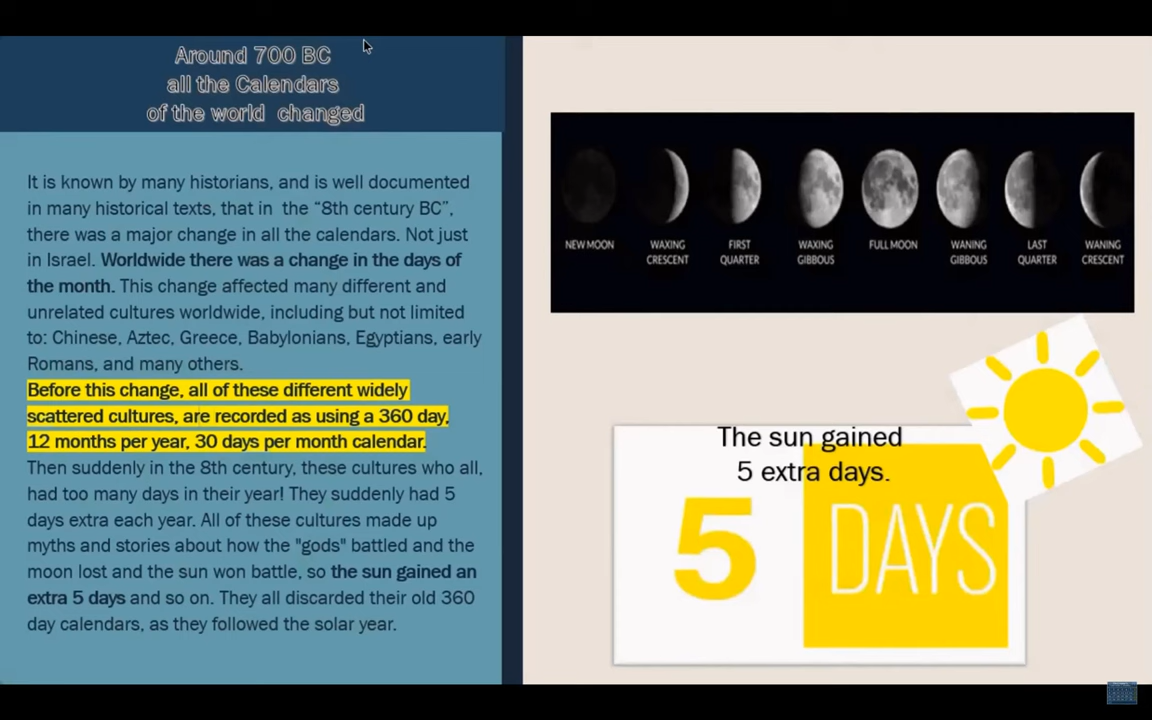 Around 700 BC
all the Calendars
of the world changed
It is known by many historians, and is well documented
in many historical texts, that in the “8th century BC”,
there was a major change in all the calendars. Not just
in Israel. Worldwide there was a change in the days of
the month. This change affected many different and
unrelated cultures worldwide, including but not limited
to: Chinese, Aztec, Greece, Babylonians, Egyptians, early
Romans, and many others.
Before this change, all of these different widely
scattered cultures, are recorded as using a 360 day,
12 months per year, 30 days per month calendar.
Then suddenly in the 8th century, these cultures who all,
had too many days in their year! They suddenly had 5
days extra each year. All of these cultures made up
myths and stories about how the "gods" battled and the
moon lost and the sun won battle, so the sun gained an
extra 5 days and so on. They all discarded their old 360
day calendars, as they followed the solar year.
NEW MOON
WAXING
CRESCENT
FIRST
QUARTER
WAXING
GIBBOUS
FULL MOON
WANING
GIBBOUS
LAST
QUARTER
WANING
CRESCENT
The sun gained
5 extra days.
5 DAYS